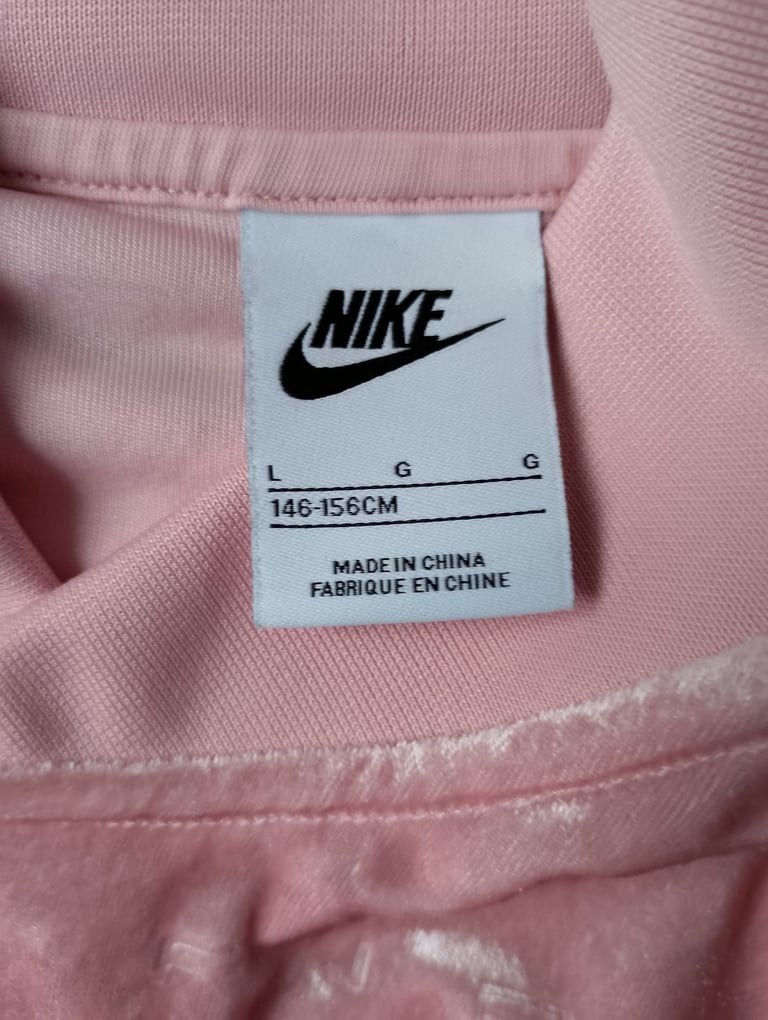 NIKE
L G G
146-156CM
MADE IN CHINA
FABRIQUE EN CHINE